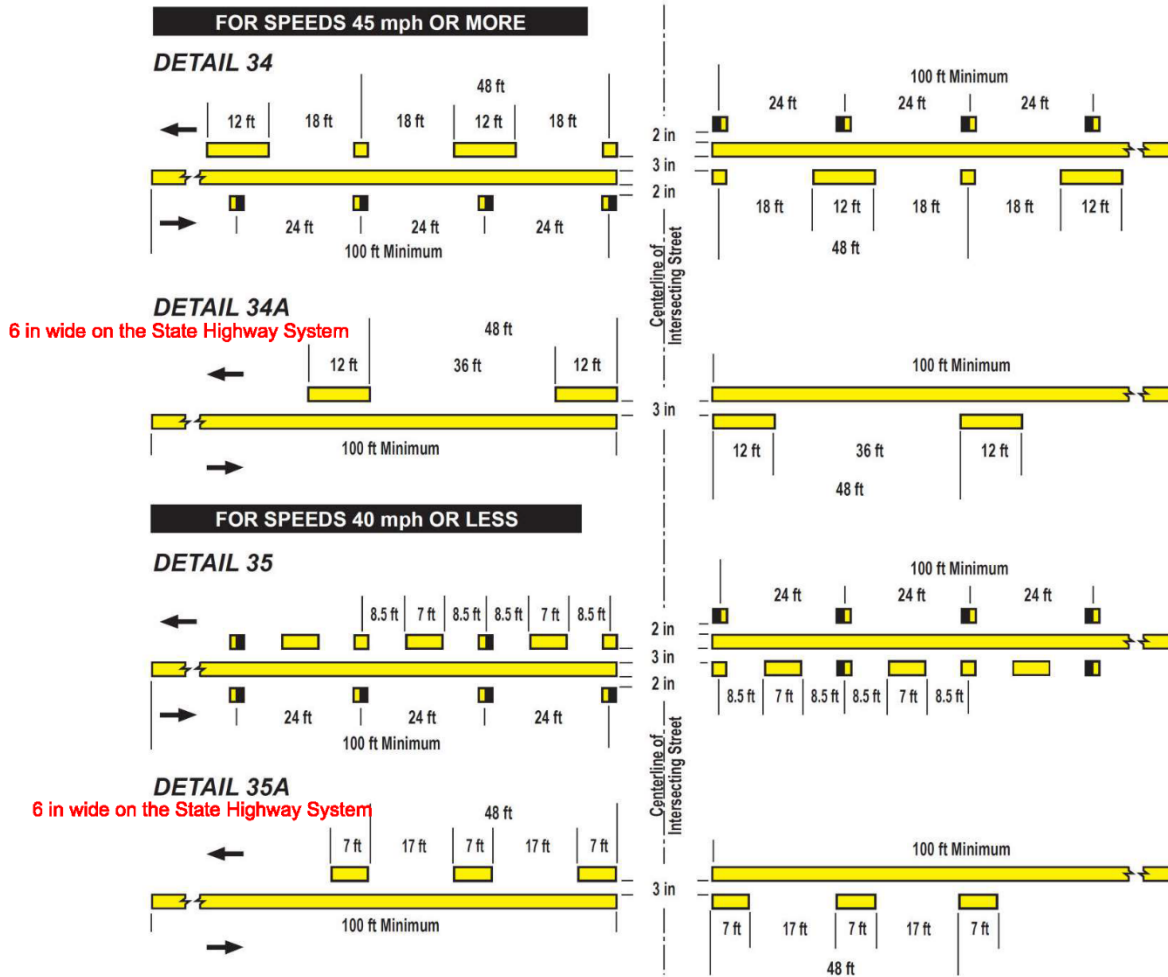 FOR SPEEDS 45 mph OR MORE
DETAIL 34
48 ft
12 ft 18 ft 18 ft 12 ft 18 ft
24 ft 24 ft 24 ft
100 ft Minimum
100 ft Minimum
24 ft 24 ft 24 ft
2 in
3 in
2 in
18 ft 12 ft 18 ft 18 ft 12 ft
48 ft
Centerline of
Intersecting Street
DETAIL 34A
6 in wide on the State Highway System
48 ft
12 ft 36 ft 12 ft
100 ft Minimum
3 in
100 ft Minimum
12 ft 36 ft 12 ft
48 ft
FOR SPEEDS 40 mph OR LESS
DETAIL 35
8.5 ft 7 ft 8.5 ft 8.5 ft 7 ft 8.5 ft
24 ft 24 ft 24 ft
100 ft Minimum
100 ft Minimum
24 ft 24 ft 24 ft
2 in
3 in
2 in
8.5 ft 7 ft 8.5 ft 8.5 ft 7 ft 8.5 ft
Centerline of
Intersecting Street
DETAIL 35A
6 in wide on the State Highway System
48 ft
7 ft 17 ft 7 ft 17 ft 7 ft
100 ft Minimum
3 in
100 ft Minimum
7 ft 17 ft 7 ft 17 ft 7 ft
48 ft